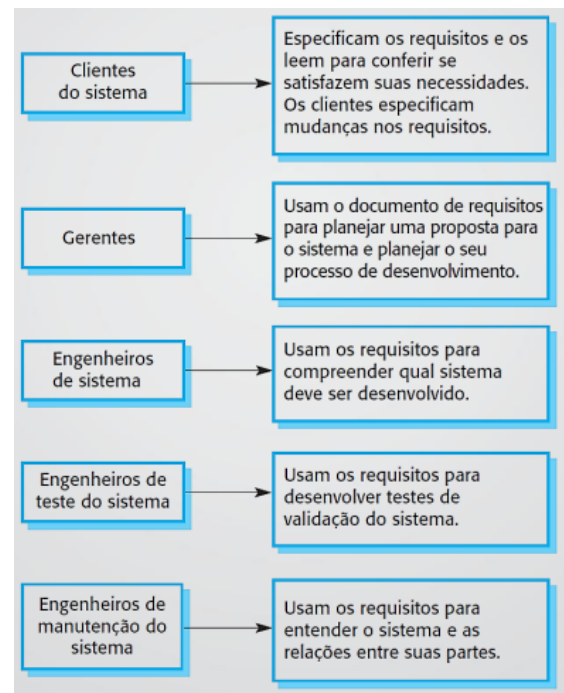 Clientes
do sistema
Especificam os requisitos e os
leem para conferir se
satisfazem suas necessidades.
Os clientes especificam
mudanças nos requisitos.
Gerentes
Usam o documento de requisitos
para planejar uma proposta para
o sistema e planejar o seu
processo de desenvolvimento.
Engenheiros
de sistema
Usam os requisitos para
compreender qual sistema
deve ser desenvolvido.
Engenheiros de
teste do sistema
Usam os requisitos para
desenvolver testes de
validação do sistema.
Engenheiros de
manutenção do
sistema
Usam os requisitos para
entender o sistema e as
relações entre suas partes.